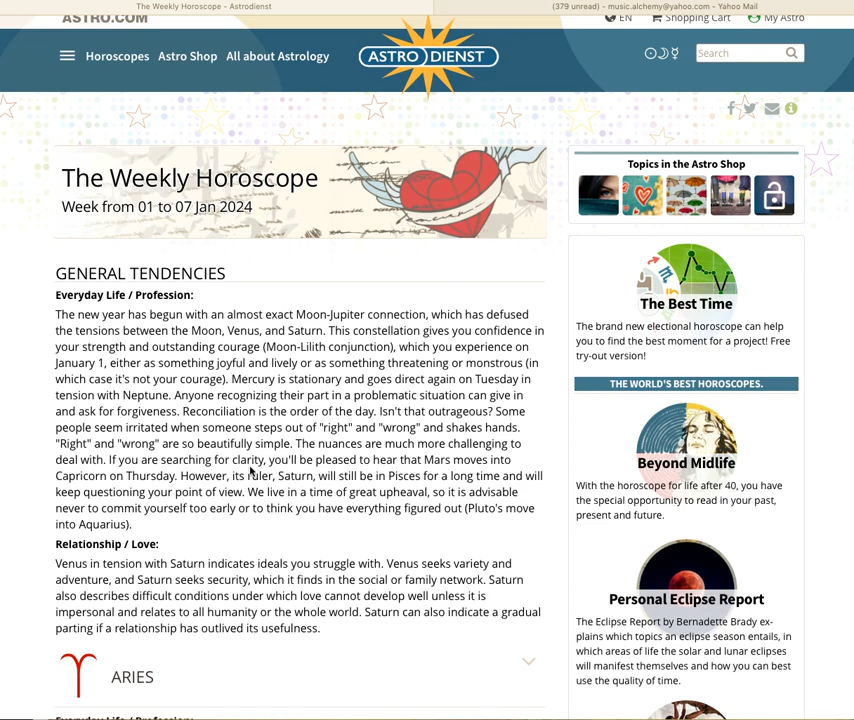 The Weekly Horoscope - Astrodienst
(379 unread) - music.alchemy@yahoo.com - Yahoo Mail
ASTRO.COM
EN
Shopping Cart
My Astro
Horoscopes
Astro Shop
All about Astrology
ASTRO DIENST
Search
The Weekly Horoscope
Week from 01 to 07 Jan 2024
GENERAL TENDENCIES
Everyday Life / Profession:
The new year has begun with an almost exact Moon-Jupiter connection, which has defused
the tensions between the Moon, Venus, and Saturn. This constellation gives you confidence in
your strength and outstanding courage (Moon-Lilith conjunction), which you experience on
January 1, either as something joyful and lively or as something threatening or monstrous (in
which case it's not your courage). Mercury is stationary and goes direct again on Tuesday in
tension with Neptune. Anyone recognizing their part in a problematic situation can give in
and ask for forgiveness. Reconciliation is the order of the day. Isn't that outrageous? Some
people seem irritated when someone steps out of "right" and "wrong" and shakes hands.
"Right" and "wrong" are so beautifully simple. The nuances are much more challenging to
deal with. If you are searching for clarity, you'll be pleased to hear that Mars moves into
Capricorn on Thursday. However, its ruler, Saturn, will still be in Pisces for a long time and will
keep questioning your point of view. We live in a time of great upheaval, so it is advisable
never to commit yourself too early or to think you have everything figured out (Pluto's move
into Aquarius).
Relationship / Love:
Venus in tension with Saturn indicates ideals you struggle with. Venus seeks variety and
adventure, and Saturn seeks security, which it finds in the social or family network. Saturn
also describes difficult conditions under which love cannot develop well unless it is
impersonal and relates to all humanity or the whole world. Saturn can also indicate a gradual
parting if a relationship has outlived its usefulness.
ARIES
Everyday Life / Profession:
Topics in the Astro Shop
The Best Time
The brand new electional horoscope can help
you to find the best moment for a project! Free
try-out version!
THE WORLD'S BEST HOROSCOPES.
Beyond Midlife
With the horoscope for life after 40, you have
the special opportunity to read in your past,
present and future.
Personal Eclipse Report
The Eclipse Report by Bernadette Brady ex-
plains which topics an eclipse season entails, in
which areas of life the solar and lunar eclipses
will manifest themselves and how you can best
use the quality of time.